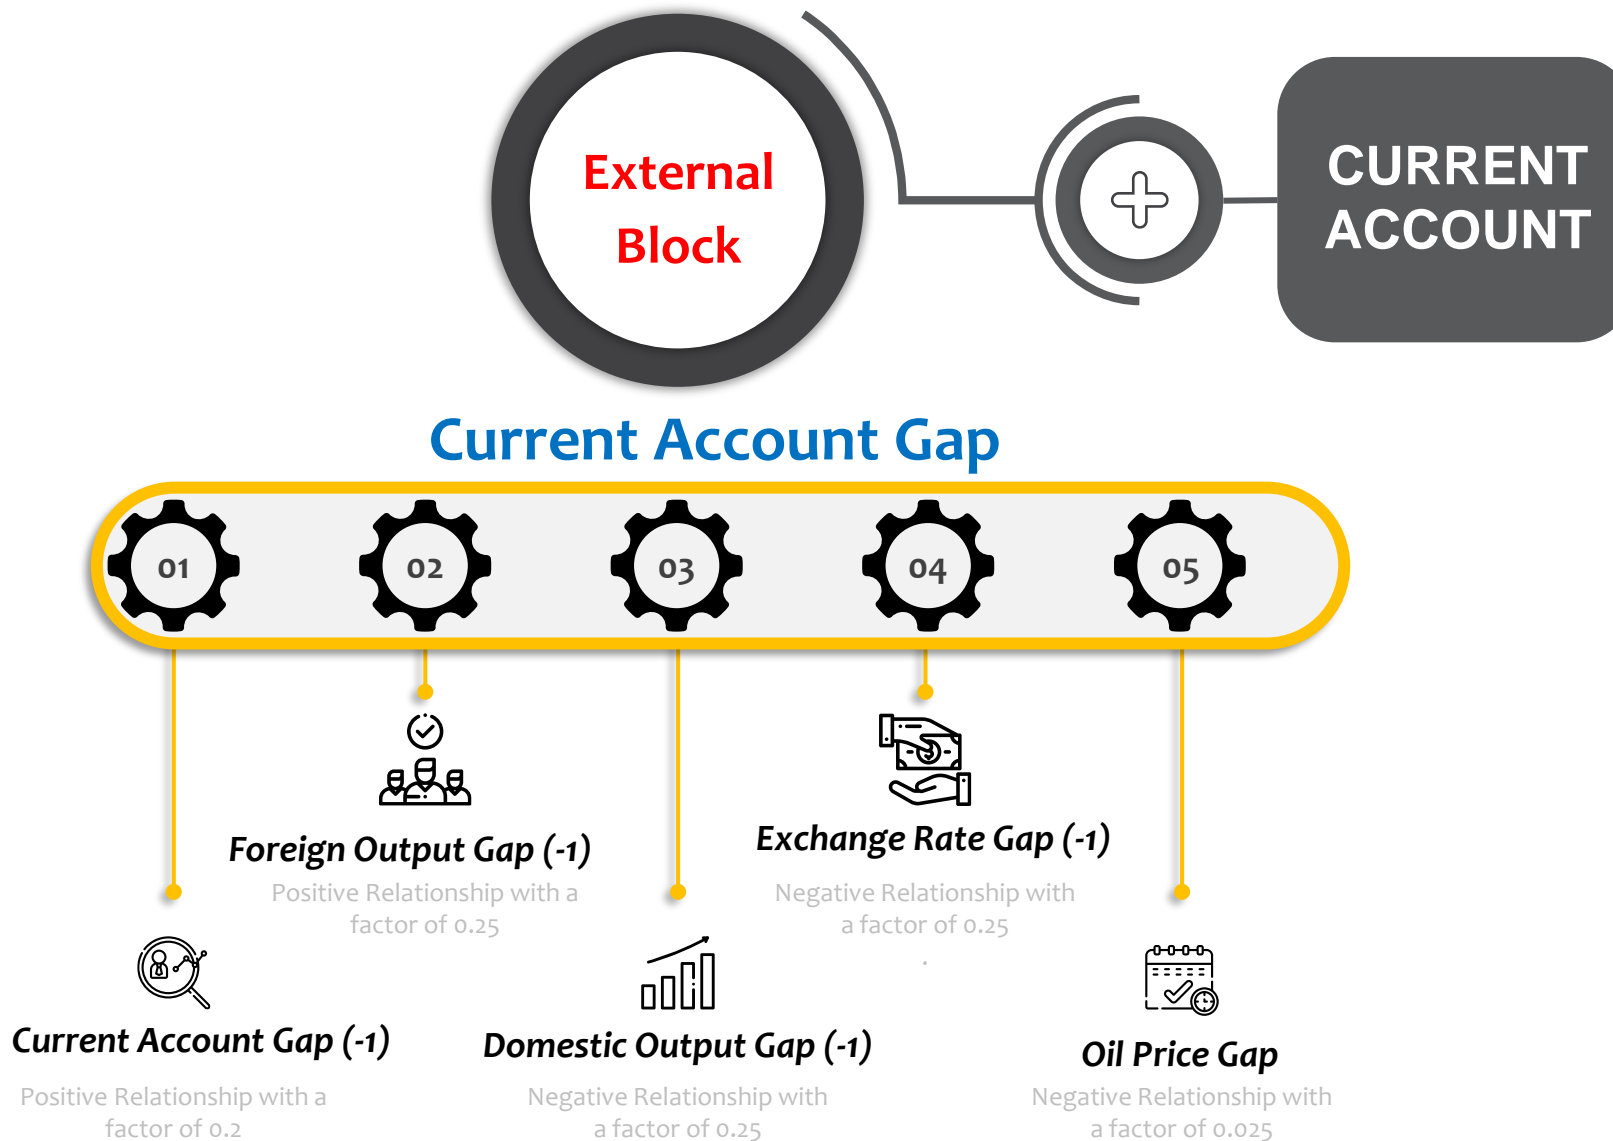 External
Block
CURRENT
ACCOUNT
Current Account Gap
01
02
03
04
05
Foreign Output Gap (-1)
Positive Relationship with a
factor of 0.25
Exchange Rate Gap (-1)
Negative Relationship with
a factor of 0.25
.
Current Account Gap (-1)
Positive Relationship with a
factor of 0.2
Domestic Output Gap (-1)
Negative Relationship with
a factor of 0.25
Oil Price Gap
Negative Relationship with
a factor of 0.025